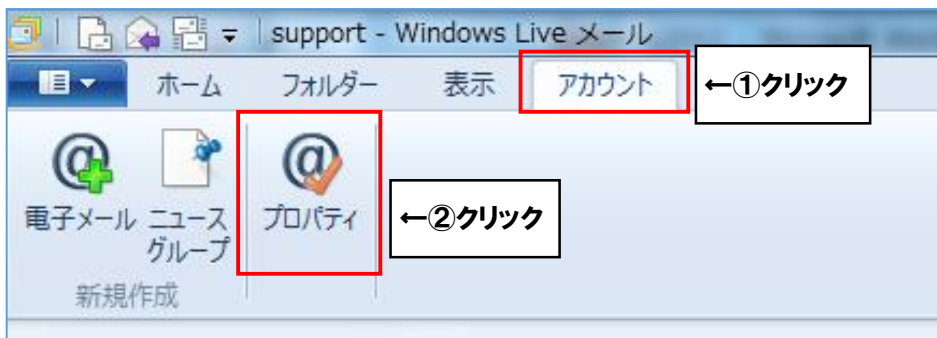 support - Windows Live メール
ホーム フォルダー 表示 アカウント ←①クリック
電子メール ニュース
グループ プロパティ ←②クリック
新規作成